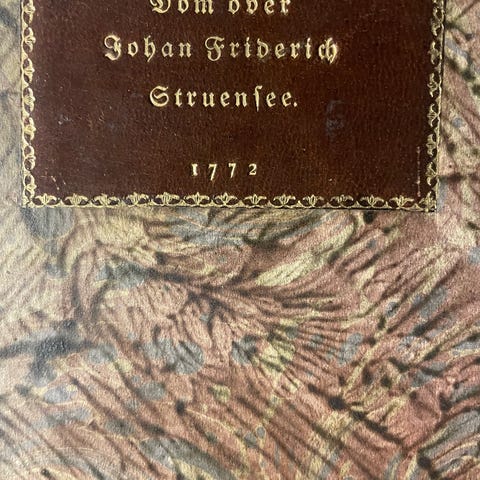 Dom over
Johan Friderich
Struensee.
1772